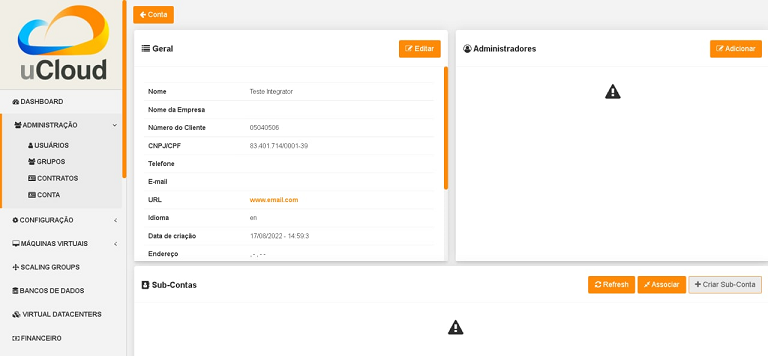 uCloud
DASHBOARD
ADMINISTRAÇÃO
USUÁRIOS
GRUPOS
CONTRATOS
CONTA
CONFIGURAÇÃO
MÁQUINAS VIRTUAIS
SCALING GROUPS
BANCOS DE DADOS
VIRTUAL DATACENTERS
FINANCEIRO
Conta
Geral
Editar
Nome Teste Integrator.
Nome da Empresa
Número do Cliente 05040506
CNPJ/CPF 83.401.714/0001-39
Telefone
E-mail
URL www.email.com
Idioma en
Data de criação 17/08/2022 - 14:59:3
Endereço , - , - -
Administradores
Adicionar
Sub-Contas
Refresh
Associar
Criar Sub-Conta